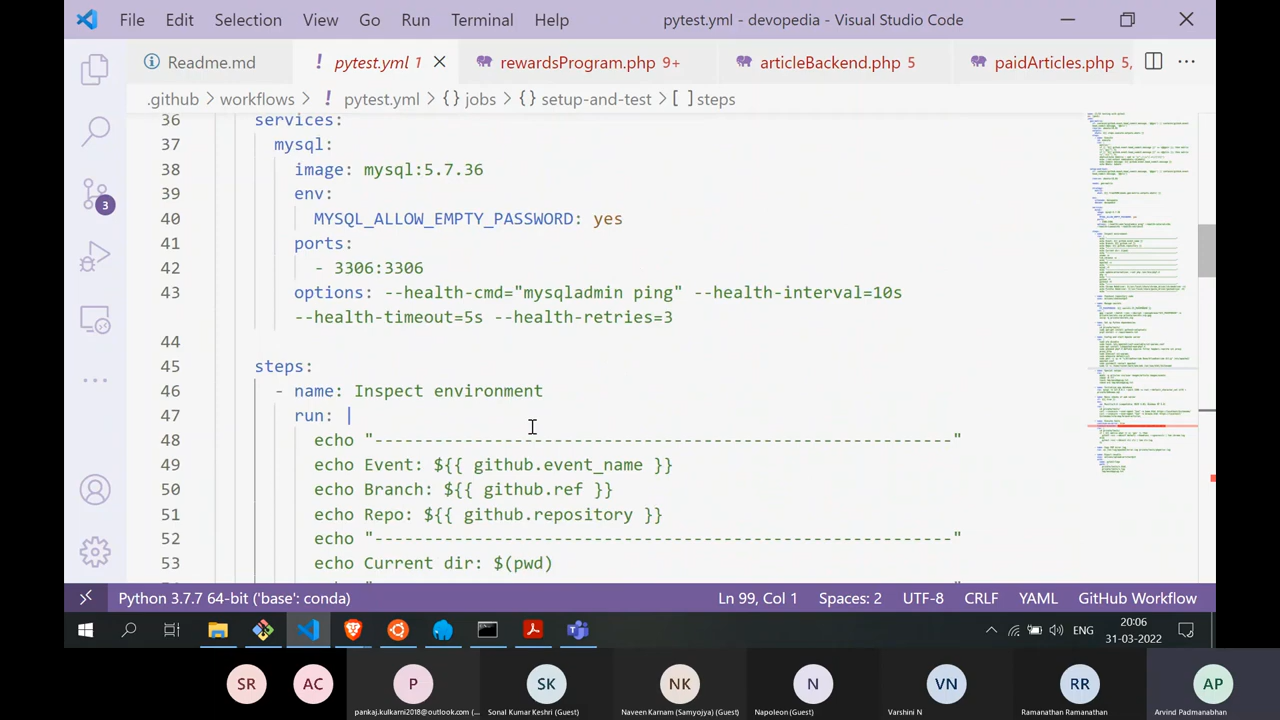 File Edit Selection View Go Run Terminal Help pytest.yml - devopedia - Visual Studio Code
Readme.md ! pytest.yml 1 rewardsProgram.php 9+ articleBackend.php 5 paidArticles.php 5,
.github > workflows > ! pytest.yml > {} jobs > {} setup-and-test > [ ] steps
36 services:
37 mysql:
38 image: mysql:5.7.36
39 env:
40 MYSQL_ALLOW_EMPTY_PASSWORD: yes
41 ports:
42 - 3306:3306
43 options: --health-cmd="mysqladmin ping" --health-interval=10s
--health-timeout=5s --health-retries=3
44
45 steps:
46 - name: Inspect environment
47 run: |
48 echo "----------------------------------------------------------"
49 echo Event: ${{ github.event_name }}
50 echo Branch: ${{ github.ref }}
51 echo Repo: ${{ github.repository }}
52 echo "----------------------------------------------------------"
53 echo Current dir: $(pwd)
3
Python 3.7.7 64-bit ('base': conda) Ln 99, Col 1 Spaces: 2 UTF-8 CRLF YAML GitHub Workflow
ENG 20:06
31-03-2022
SR AC P SK NK N VN RR AP
pankaj.kulkarni2018@outlook.com (... Sonal Kumar Keshri (Guest) Naveen Karnam (Samyojya) (Guest) Napoleon (Guest) Varshini N Ramanathan Ramanathan Arvind Padmanabhan